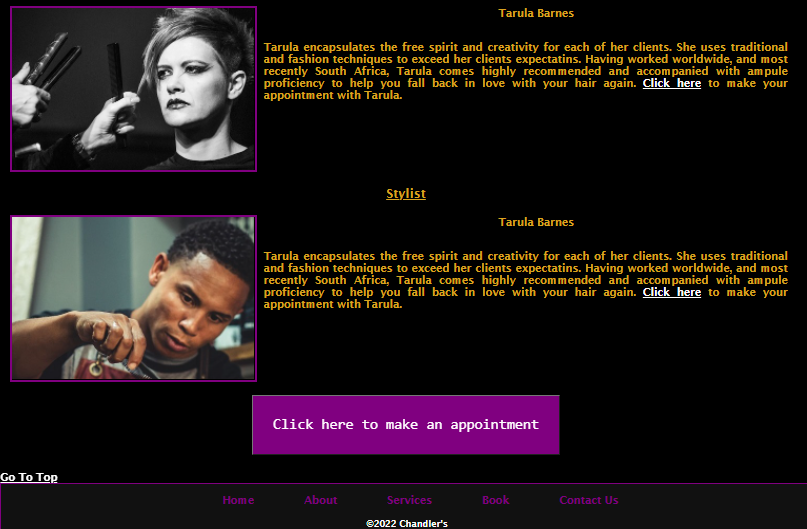 Tarula Barnes
Tarula encapsulates the free spirit and creativity for each of her clients. She uses traditional
and fashion techniques to exceed her clients expectatins. Having worked worldwide, and most
recently South Africa, Tarula comes highly recommended and accompanied with ampule
proficiency to help you fall back in love with your hair again. Click here to make your
appointment with Tarula.
Stylist
Tarula Barnes
Tarula encapsulates the free spirit and creativity for each of her clients. She uses traditional
and fashion techniques to exceed her clients expectatins. Having worked worldwide, and most
recently South Africa, Tarula comes highly recommended and accompanied with ampule
proficiency to help you fall back in love with your hair again. Click here to make your
appointment with Tarula.
Click here to make an appointment
Go To Top
Home About Services Book Contact Us
©2022 Chandler's